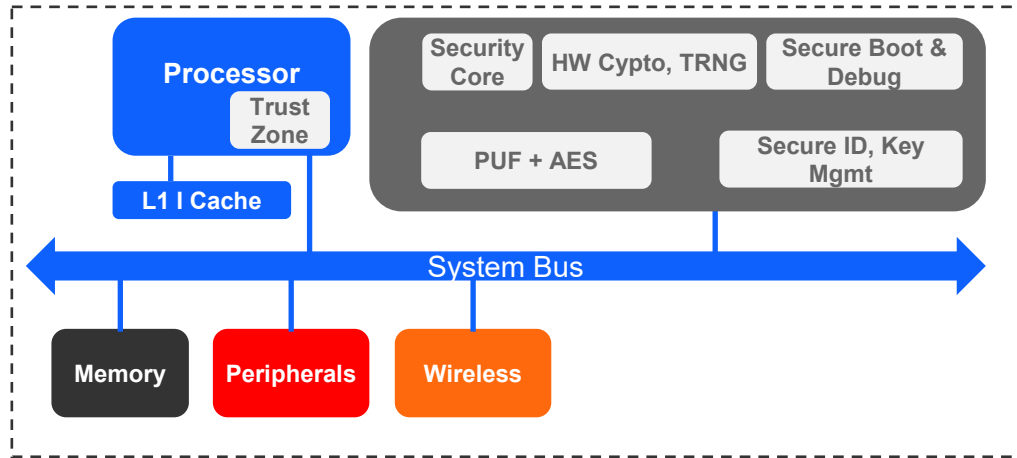 Processor
Trust
Zone
L1 I Cache
Security
Core
HW Cypto, TRNG
Secure Boot &
Debug
PUF + AES
Secure ID, Key
Mgmt
System Bus
Memory
Peripherals
Wireless